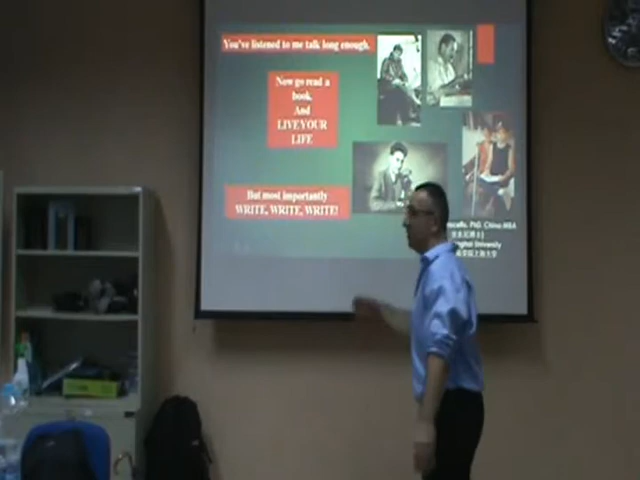 You've listened to me talk long enough.
Now go read a
book.
And
LIVE YOUR
LIFE
But most importantly
WRITE, WRITE, WRITE!
PhD, China MBA
University